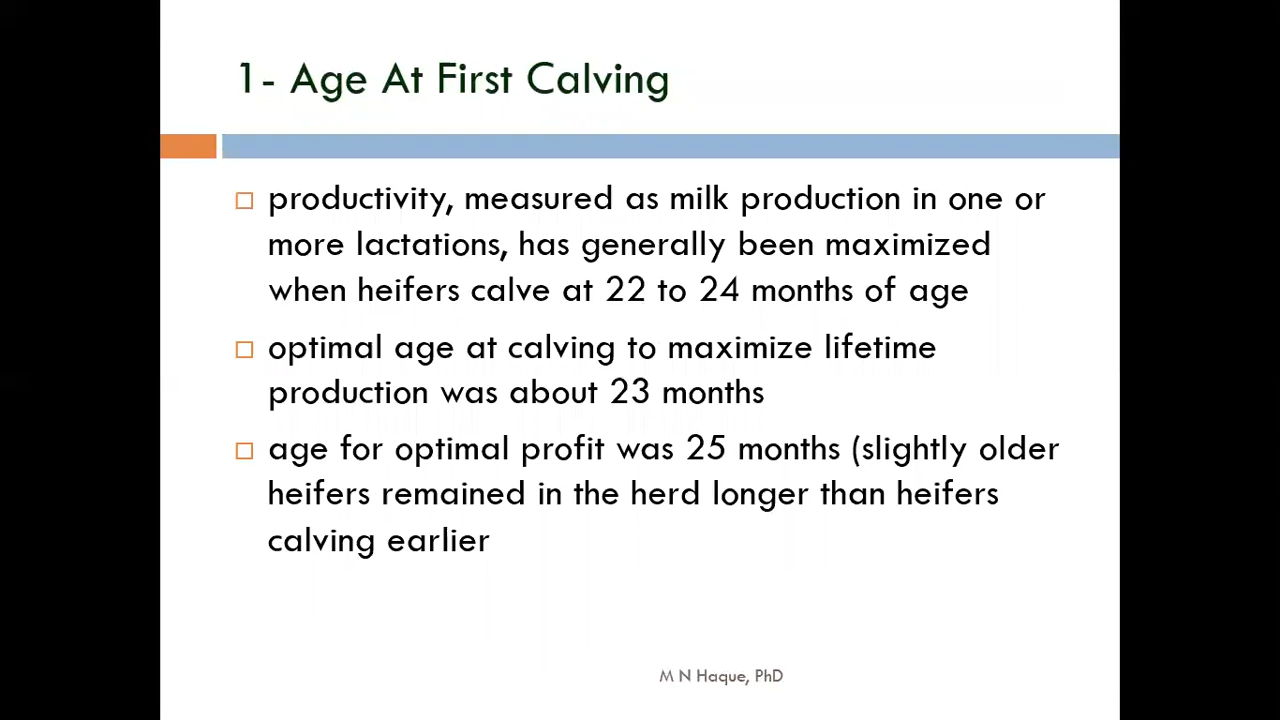 1- Age At First Calving
productivity, measured as milk production in one or
more lactations, has generally been maximized
when heifers calve at 22 to 24 months of age
optimal age at calving to maximize lifetime
production was about 23 months
age for optimal profit was 25 months (slightly older
heifers remained in the herd longer than heifers
calving earlier
M N Haque, PhD